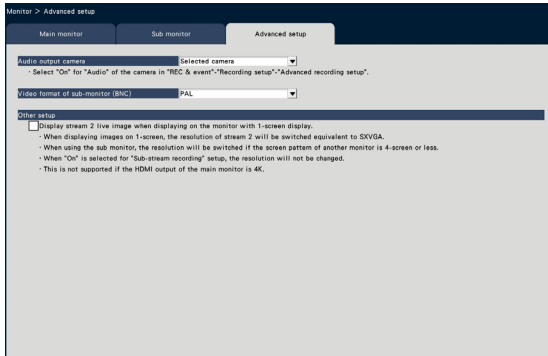 Monitor > Advanced setup
Main monitor
Sub monitor
Advanced setup
Audio output camera
Selected camera
· Select "On" for "Audio" of the camera in "REC & event"-"Recording setup"-"Advanced recording setup".
Video format of sub-monitor (BNC)
PAL
Other setup
Display stream 2 live image when displaying on the monitor with 1-screen display.
· When displaying images on 1-screen, the resolution of stream 2 will be switched equivalent to SXVGA.
· When using the sub monitor, the resolution will be switched if the screen pattern of another monitor is 4-screen or less.
· When "On" is selected for "Sub-stream recording" setup, the resolution will not be changed.
· This is not supported if the HDMI output of the main monitor is 4K.